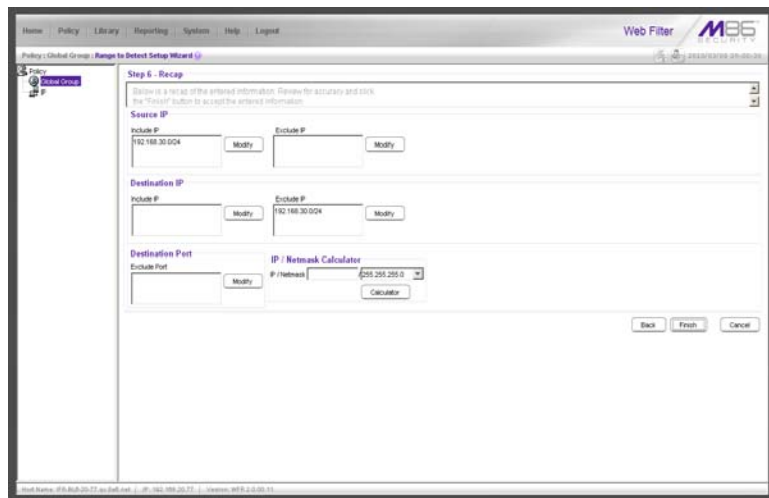 Home Policy Library Reporting System Help Logout
Web Filter
M86
SECURITY
Policy : Global Group : Range to Detect Setup Wizard
Policy
Global Group
IP
Step 6 - Recap
Below is a recap of the entered information. Review for accuracy and click
the "Finish" button to accept the entered information.
Source IP
Include IP Exclude IP
192.168.30.0/24
Modify
Modify
Destination IP
Include IP Exclude IP
Modify
192.168.30.0/24
Modify
Destination Port
Exclude Port
Modify
IP / Netmask Calculator
IP / Netmask / 255.255.255.0
Calculator
Back Finish Cancel
Host Name: